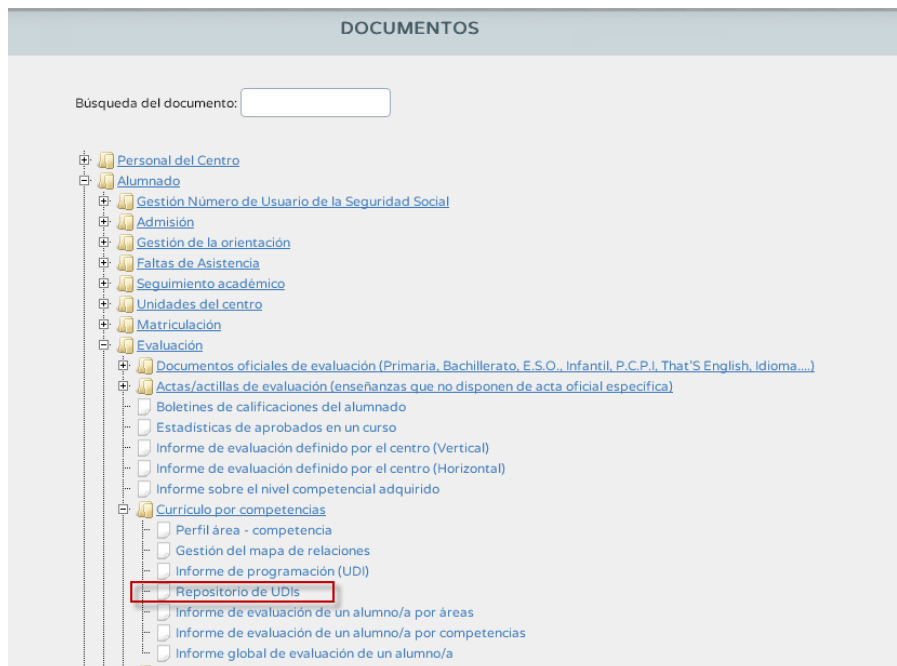 DOCUMENTOS
Búsqueda del documento:
Personal del Centro
Alumnado
Gestión Número de Usuario de la Seguridad Social
Admisión
Gestión de la orientación
Faltas de Asistencia
Seguimiento académico
Unidades del centro
Matriculación
Evaluación
Documentos oficiales de evaluación (Primaria, Bachillerato, E.S.O., Infantil, P.C.P.I, That'S English, Idioma....)
Actas/actillas de evaluación (enseñanzas que no disponen de acta oficial específica)
Boletines de calificaciones del alumnado
Estadísticas de aprobados en un curso
Informe de evaluación definido por el centro (Vertical)
Informe de evaluación definido por el centro (Horizontal)
Informe sobre el nivel competencial adquirido
Currículo por competencias
Perfil área - competencia
Gestión del mapa de relaciones
Informe de programación (UDI)
Repositorio de UDIs
Informe de evaluación de un alumno/a por áreas
Informe de evaluación de un alumno/a por competencias
Informe global de evaluación de un alumno/a